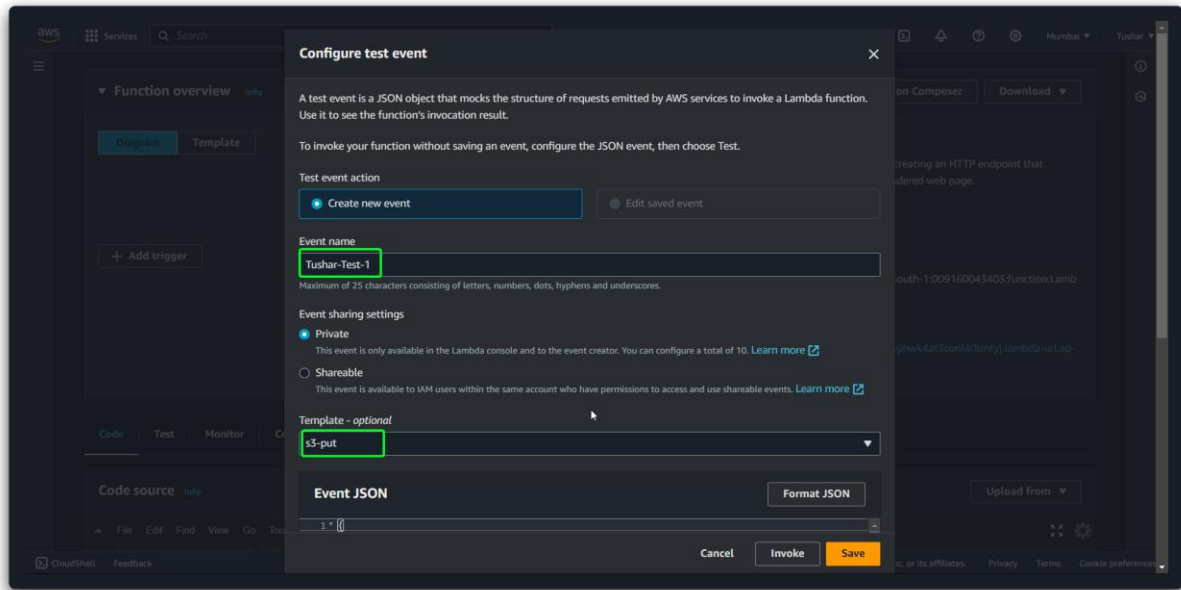 aws
Services
Search
Mumbai
Tushar
Function overview Info
on Composer
Download
Diagram
Template
creating an HTTP endpoint that
dered web page.
+ Add trigger
outh-1:009160043403:function:Lamb
lambda-url.ap-
Code
Test
Monitor
Code source Info
Upload from
File Edit Find View Go
Configure test event
A test event is a JSON object that mocks the structure of requests emitted by AWS services to invoke a Lambda function.
Use it to see the function's invocation result.
To invoke your function without saving an event, configure the JSON event, then choose Test.
Test event action
Create new event
Edit saved event
Event name
Tushar-Test-1
Maximum of 25 characters consisting of letters, numbers, dots, hyphens and underscores.
Event sharing settings
Private
This event is only available in the Lambda console and to the event creator. You can configure a total of 10. Learn more
Shareable
This event is available to IAM users within the same account who have permissions to access and use shareable events. Learn more
Template - optional
s3-put
Event JSON
Format JSON
1 {
Cancel
Invoke
Save
CloudShell
Feedback
nc. or its affiliates.
Privacy
Terms
Cookie preferences